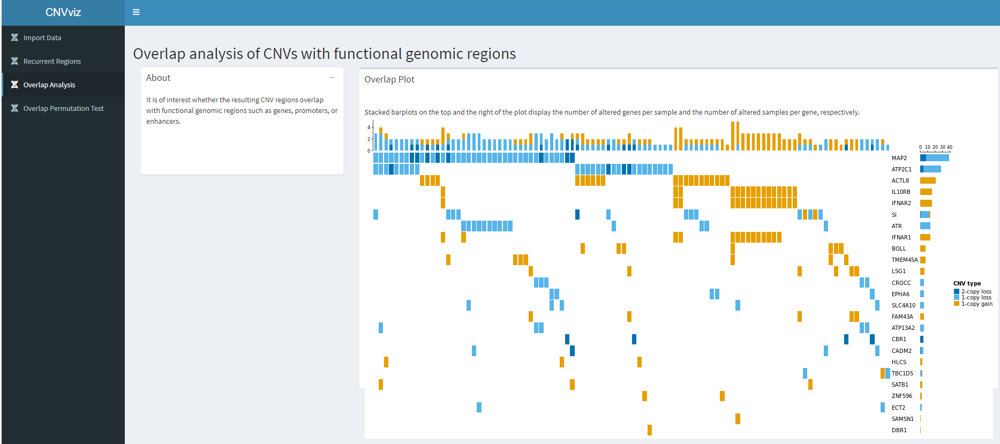 CNVviz
Import Data
Recurrent Regions
Overlap Analysis
Overlap Permutation Test
Overlap analysis of CNVs with functional genomic regions
About
It is of interest whether the resulting CNV regions overlap
with functional genomic regions such as genes, promoters, or
enhancers.
Overlap Plot
Stacked barplots on the top and the right of the plot display the number of altered genes per sample and the number of altered samples per gene, respectively.
4
2
0
0 10 20 30 40
MAP2
ATP2C1
ACTL8
IL10RB
IFNAR2
SI
ATR
IFNAR1
BOLL
TMEM45A
LSG1
CROCC
EPHA6
SLC4A10
FAM43A
ATP13A2
CBR1
CADM2
HLCS
TBC1D5
SATB1
ZNF596
ECT2
SAMSN1
DBR1
CNV type
2-copy loss
1-copy loss
1-copy gain